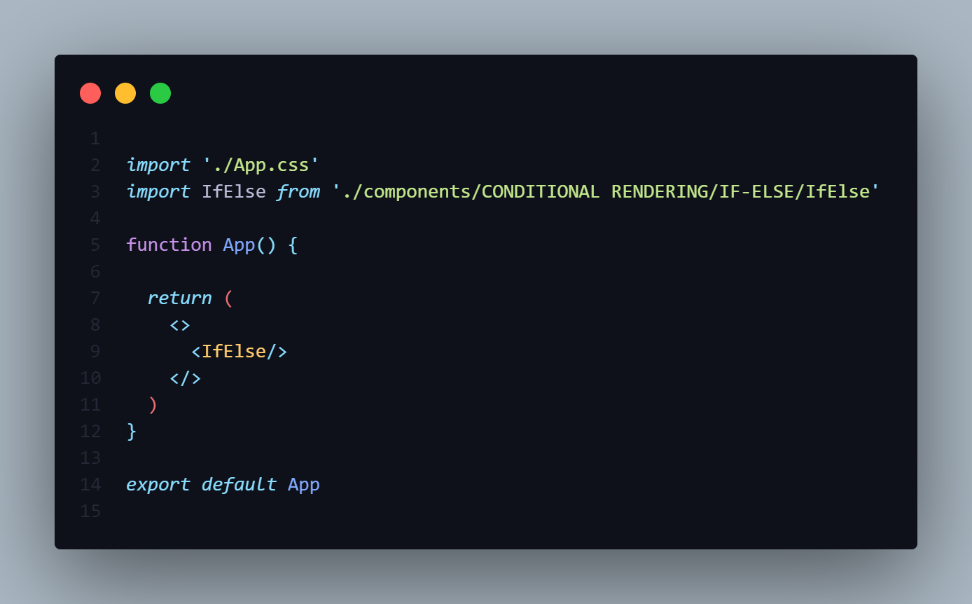 1
2 import './App.css'
3 import IfElse from './components/CONDITIONAL RENDERING/IF-ELSE/IfElse'
4
5 function App() {
6
7   return (
8     <>
9       <IfElse/>
10     </>
11   )
12 }
13
14 export default App
15